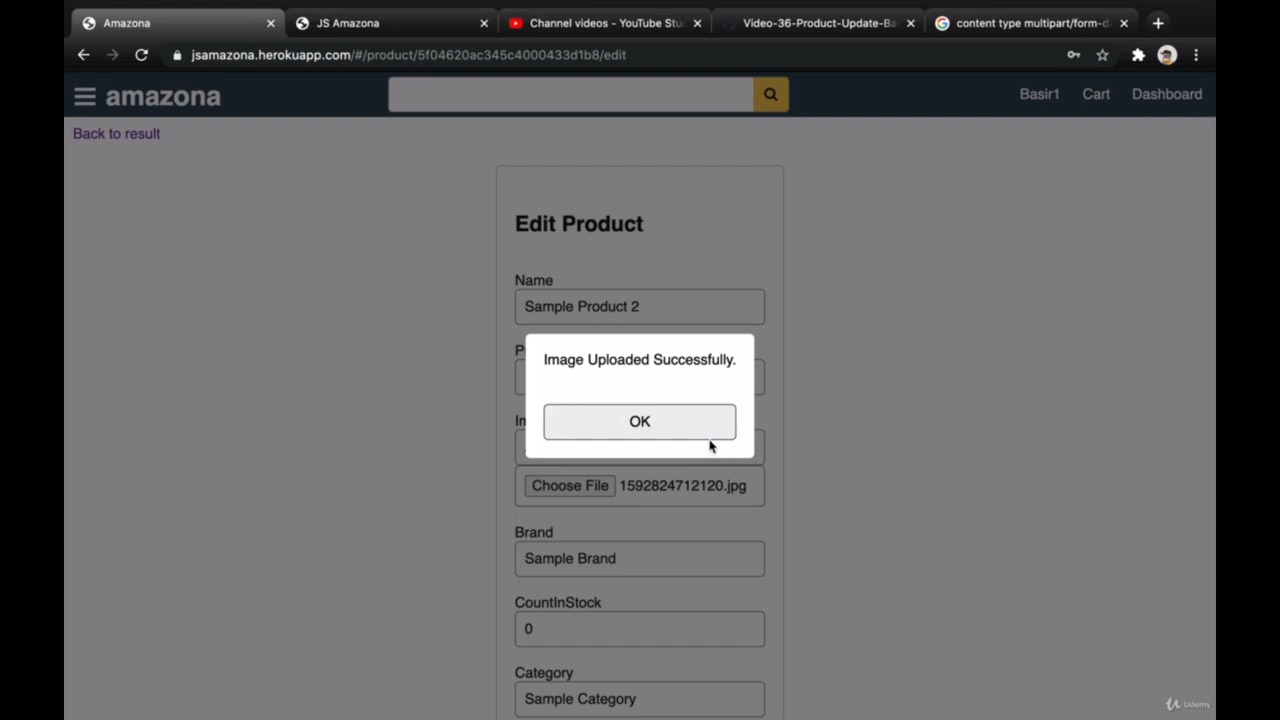 Amazona
JS Amazona
Channel videos - YouTube Stu
Video-36-Product-Update-Ba
content type multipart/form-d
jsamazona.herokuapp.com/#/product/5f04620ac345c4000433d1b8/edit
amazona
Basir1 Cart Dashboard
Back to result
Edit Product
Name
Sample Product 2
P
Image Uploaded Successfully.
OK
Choose File 1592824712120.jpg
Brand
Sample Brand
CountInStock
0
Category
Sample Category
Udemy